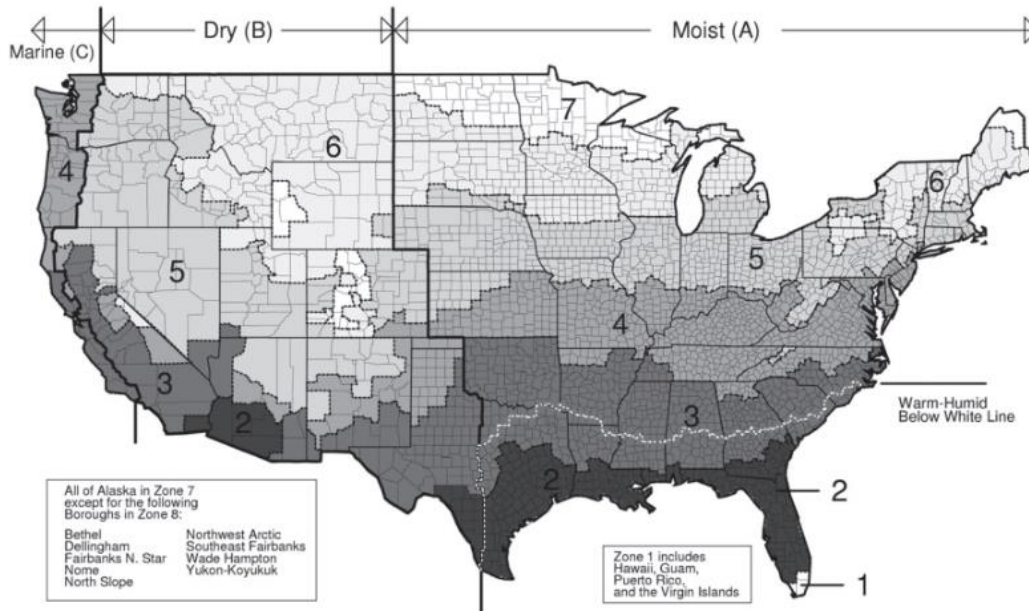 Marine (C)
Dry (B)
Moist (A)
7
6
4
6
5
5
4
3
3
2
2
2
1
Warm-Humid
Below White Line
All of Alaska in Zone 7
except for the following
Boroughs in Zone 8:
Bethel
Dellingham
Fairbanks N. Star
Nome
North Slope
Northwest Arctic
Southeast Fairbanks
Wade Hampton
Yukon-Koyukuk
Zone 1 includes
Hawaii, Guam,
Puerto Rico,
and the Virgin Islands